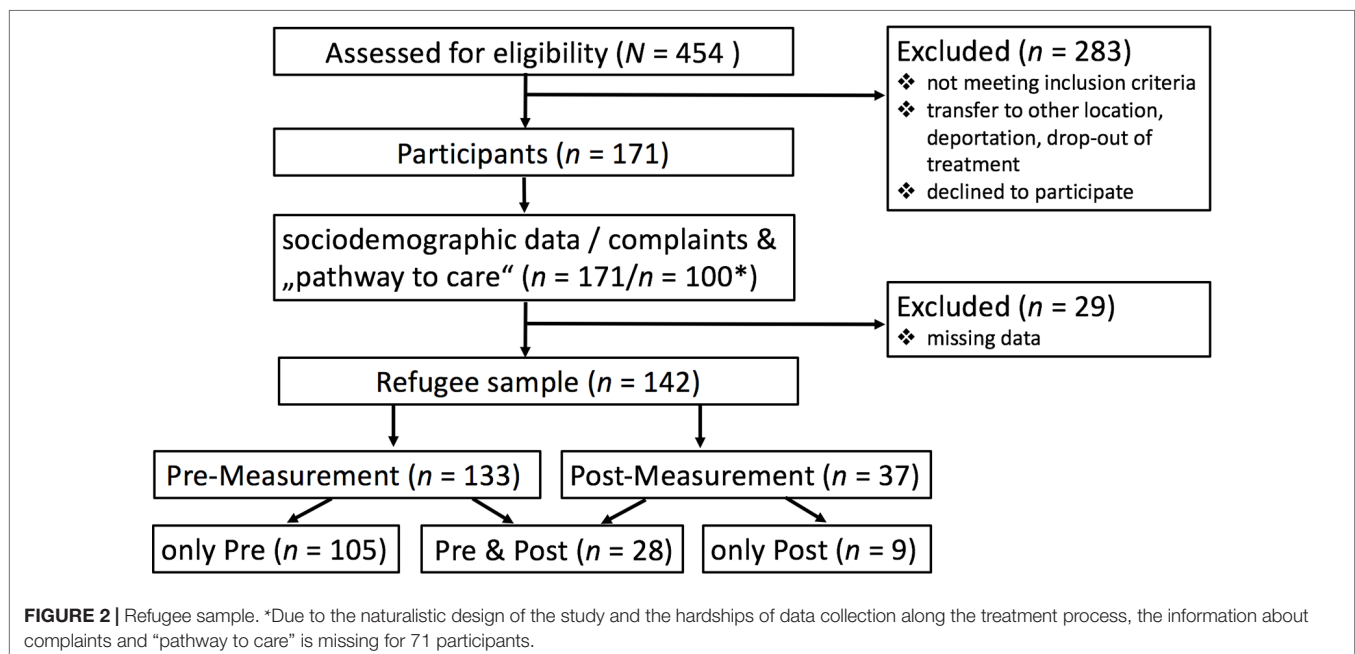 Assessed for eligibility (N = 454 )
Excluded (n = 283)
❖ not meeting inclusion criteria
❖ transfer to other location,
deportation, drop-out of
treatment
❖ declined to participate
Participants (n = 171)
sociodemographic data / complaints &
„pathway to care“ (n = 171/n = 100*)
Excluded (n = 29)
❖ missing data
Refugee sample (n = 142)
Pre-Measurement (n = 133)
Post-Measurement (n = 37)
only Pre (n = 105)
Pre & Post (n = 28)
only Post (n = 9)
FIGURE 2 | Refugee sample. *Due to the naturalistic design of the study and the hardships of data collection along the treatment process, the information about
complaints and “pathway to care” is missing for 71 participants.